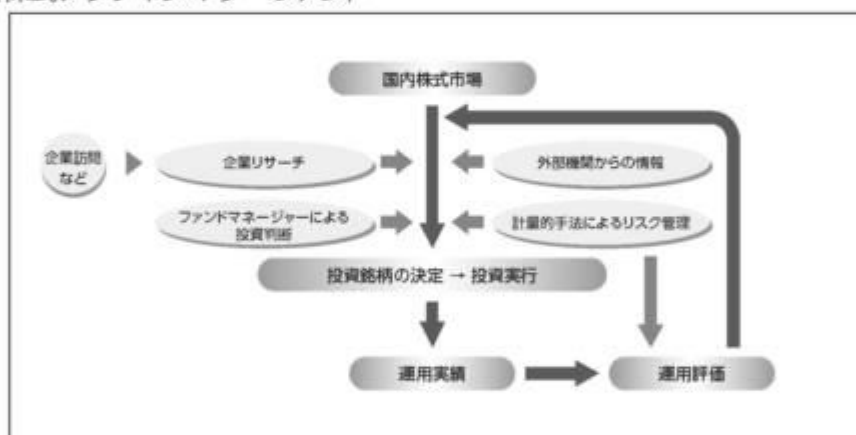 国内株式市場
企業訪問
など
企業リサーチ
外部機関からの情報
ファンドマネージャーによる
投資判断
計量的手法によるリスク管理
投資銘柄の決定 → 投資実行
運用実績
運用評価